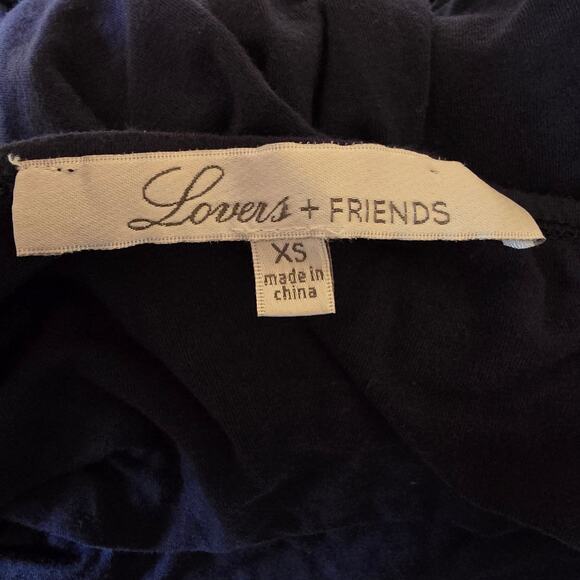 Lovers + FRIENDS
XS
made in
china